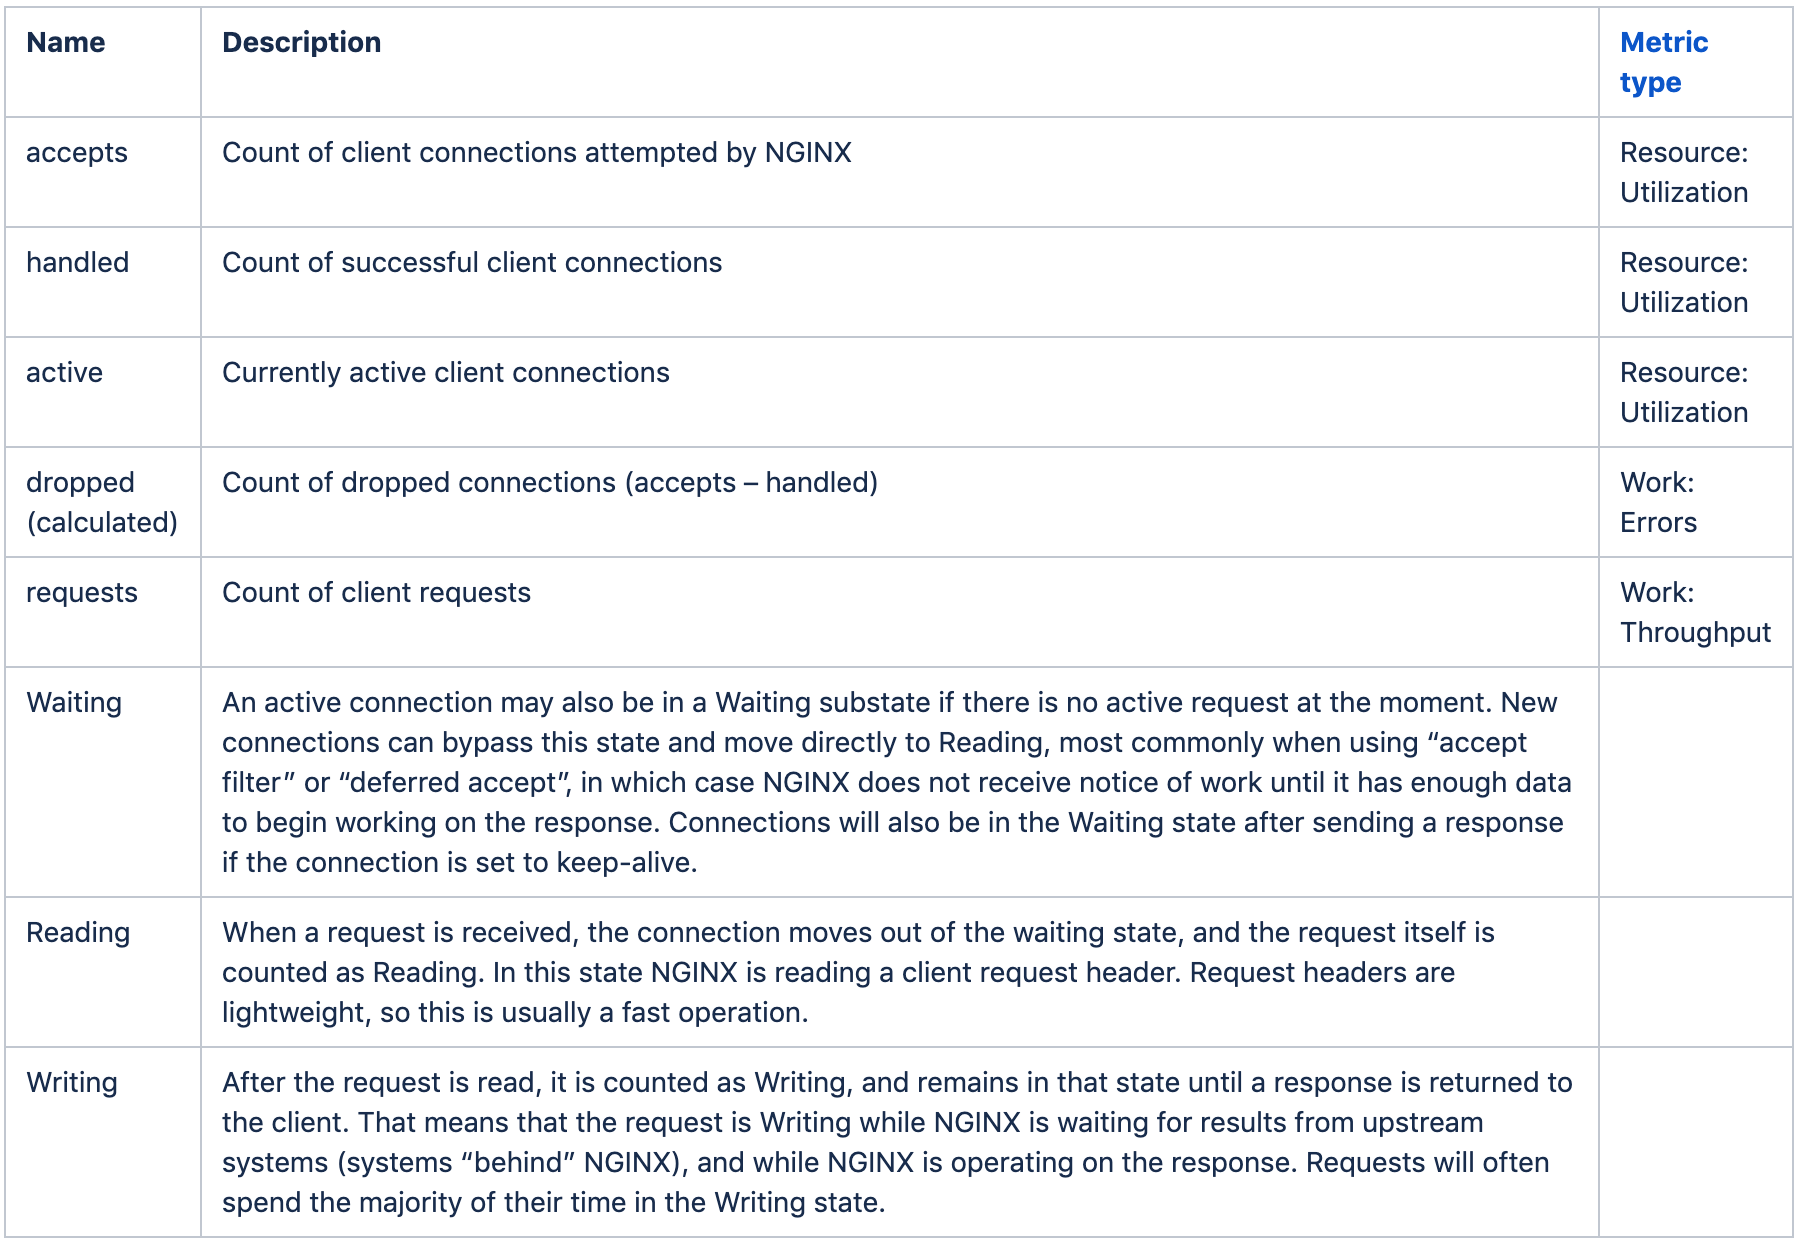 Name
Description
Metric
type
accepts
Count of client connections attempted by NGINX
Resource:
Utilization
handled
Count of successful client connections
Resource:
Utilization
active
Currently active client connections
Resource:
Utilization
dropped
(calculated)
Count of dropped connections (accepts – handled)
Work:
Errors
requests
Count of client requests
Work:
Throughput
Waiting
An active connection may also be in a Waiting substate if there is no active request at the moment. New
connections can bypass this state and move directly to Reading, most commonly when using “accept
filter” or “deferred accept”, in which case NGINX does not receive notice of work until it has enough data
to begin working on the response. Connections will also be in the Waiting state after sending a response
if the connection is set to keep-alive.
Reading
When a request is received, the connection moves out of the waiting state, and the request itself is
counted as Reading. In this state NGINX is reading a client request header. Request headers are
lightweight, so this is usually a fast operation.
Writing
After the request is read, it is counted as Writing, and remains in that state until a response is returned to
the client. That means that the request is Writing while NGINX is waiting for results from upstream
systems (systems “behind” NGINX), and while NGINX is operating on the response. Requests will often
spend the majority of their time in the Writing state.